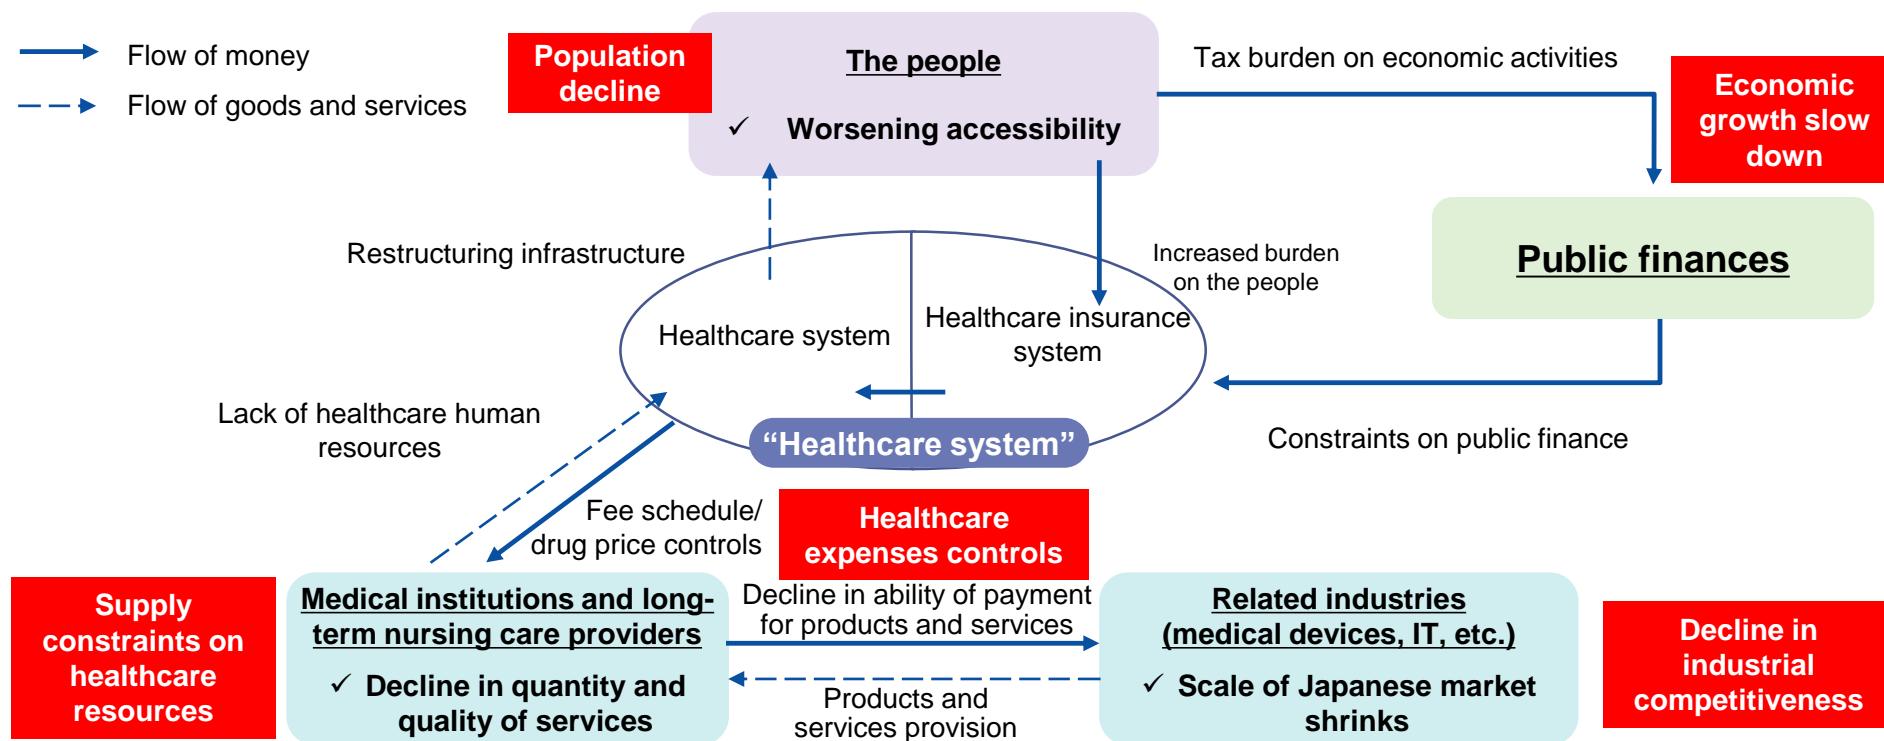 Flow of money
Flow of goods and services
Population
decline
The people
✓ Worsening accessibility
Tax burden on economic activities
Economic
growth slow
down
Public finances
Restructuring infrastructure
Increased burden
on the people
Healthcare system
Healthcare insurance
system
“Healthcare system”
Lack of healthcare human
resources
Constraints on public finance
Fee schedule/
drug price controls
Healthcare
expenses controls
Supply
constraints on
healthcare
resources
Medical institutions and long-
term nursing care providers
✓ Decline in quantity and
quality of services
Decline in ability of payment
for products and services
Products and
services provision
Related industries
(medical devices, IT, etc.)
✓ Scale of Japanese market
shrinks
Decline in
industrial
competitiveness